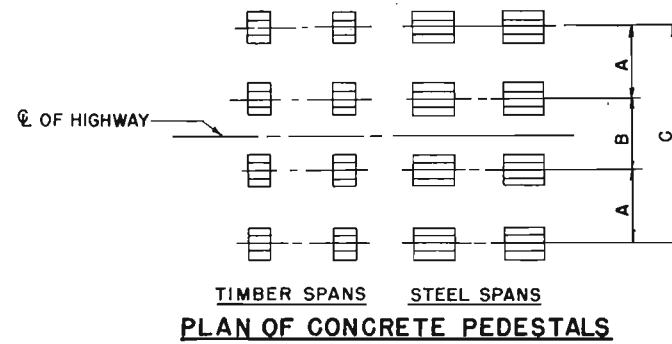 A
℄ OF HIGHWAY
B
C
A
TIMBER SPANS STEEL SPANS
PLAN OF CONCRETE PEDESTALS